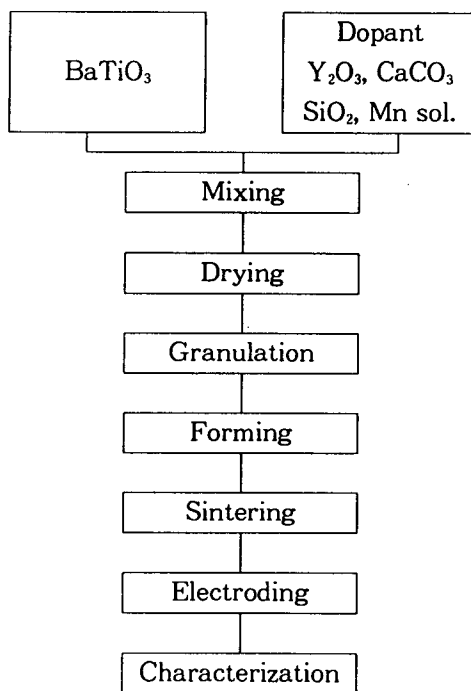 BaTiO₃
Dopant
Y₂O₃, CaCO₃
SiO₂, Mn sol.
Mixing
Drying
Granulation
Forming
Sintering
Electroding
Characterization